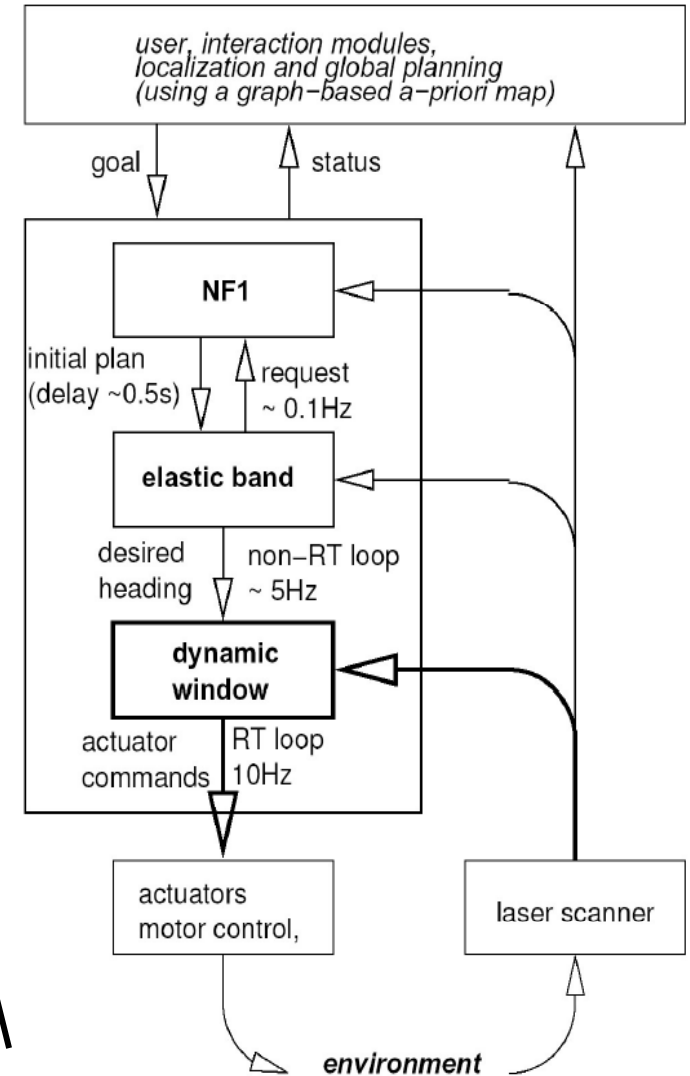 user, interaction modules,
localization and global planning
(using a graph-based a-priori map)
goal
status
NF1
initial plan
(delay ~0.5s)
request
~ 0.1Hz
elastic band
desired
heading
non-RT loop
~ 5Hz
dynamic
window
actuator
commands
RT loop
10Hz
actuators
motor control,
laser scanner
environment